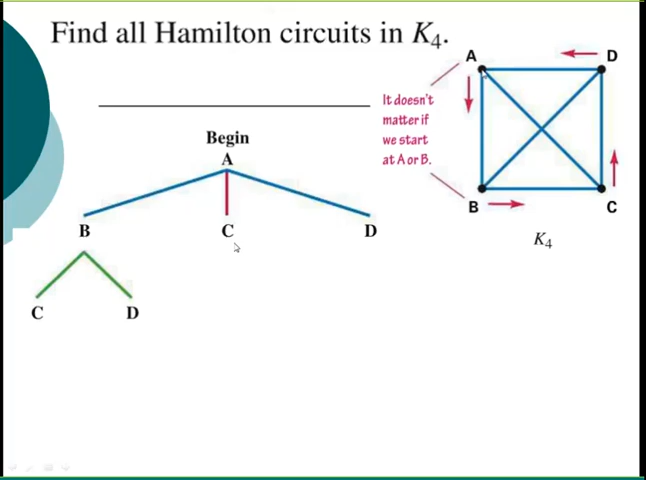 Find all Hamilton circuits in K₄.
A
D
It doesn't
matter if
we start
at A or B.
Begin
A
B
C
D
B
C
K₄
C
D